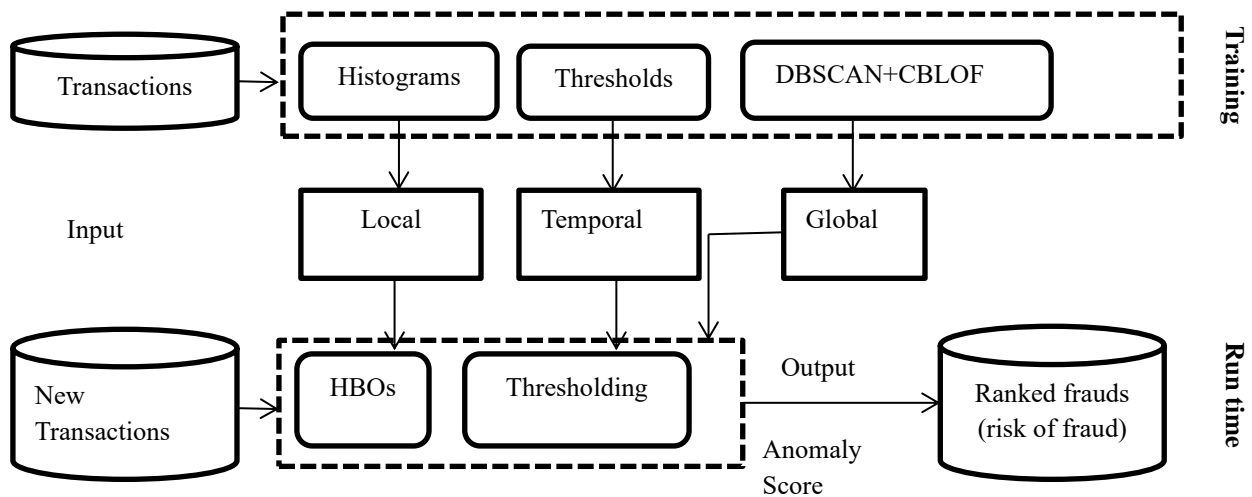 Transactions
Histograms
Thresholds
DBSCAN+CBLOF
Training
Input
Local
Temporal
Global
New
Transactions
HBOs
Thresholding
Output
Anomaly
Score
Ranked frauds
(risk of fraud)
Run time